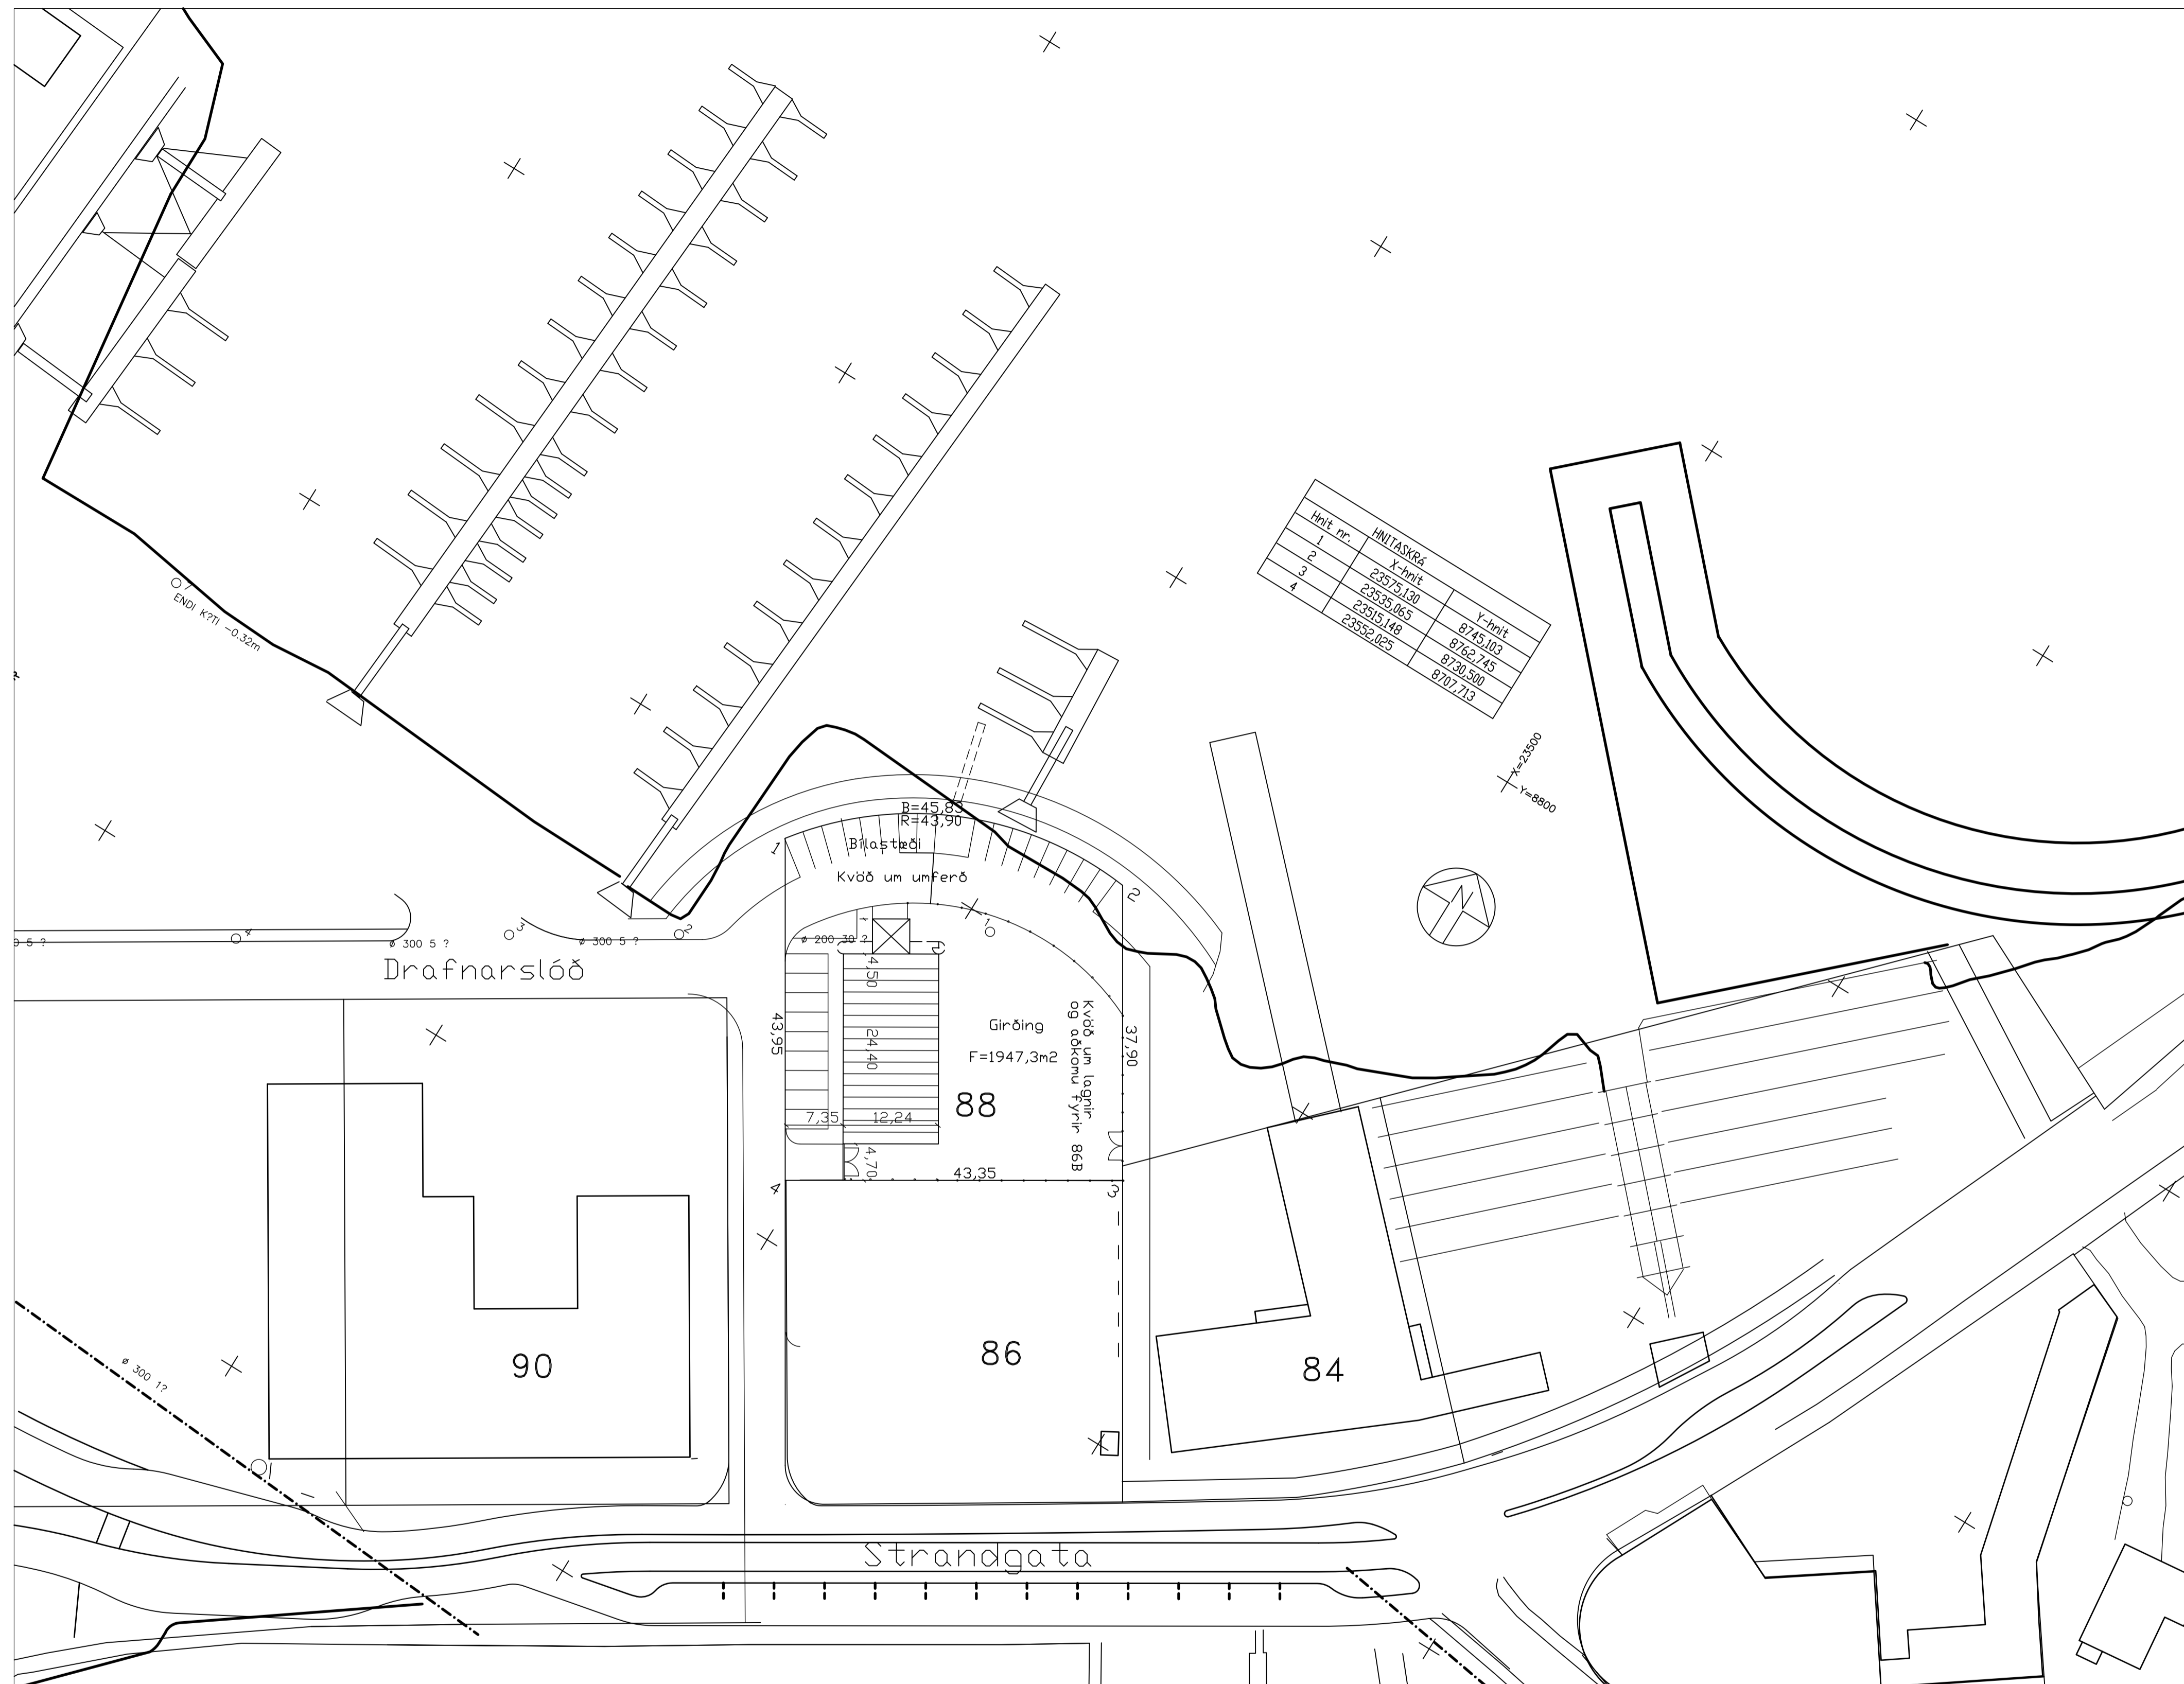 HNITASKRÁ
Hnit nr. X-hnit Y-hnit
1 23575,130 8745,103
2 23535,065 8762,745
3 23515,148 8730,500
4 23552,025 8707,713
ENDI K?TI -0.32m
X=23500
Y=8800
B=45,83
R=43,90
Bílastæði
Kvöð um umferð
1
2
N
1
4
3
2
ø 300 5 ?
ø 300 5 ?
ø 200 30 ?
Drafnarslóð
4,50
43,95
24,40
Girðing
F=1947,3m2
Kvöð um lagnir
og aðkomu fyrir 86B
37,90
88
7,35
12,24
4,70
43,35
4
3
86
90
84
ø 300 1?
Strandgata